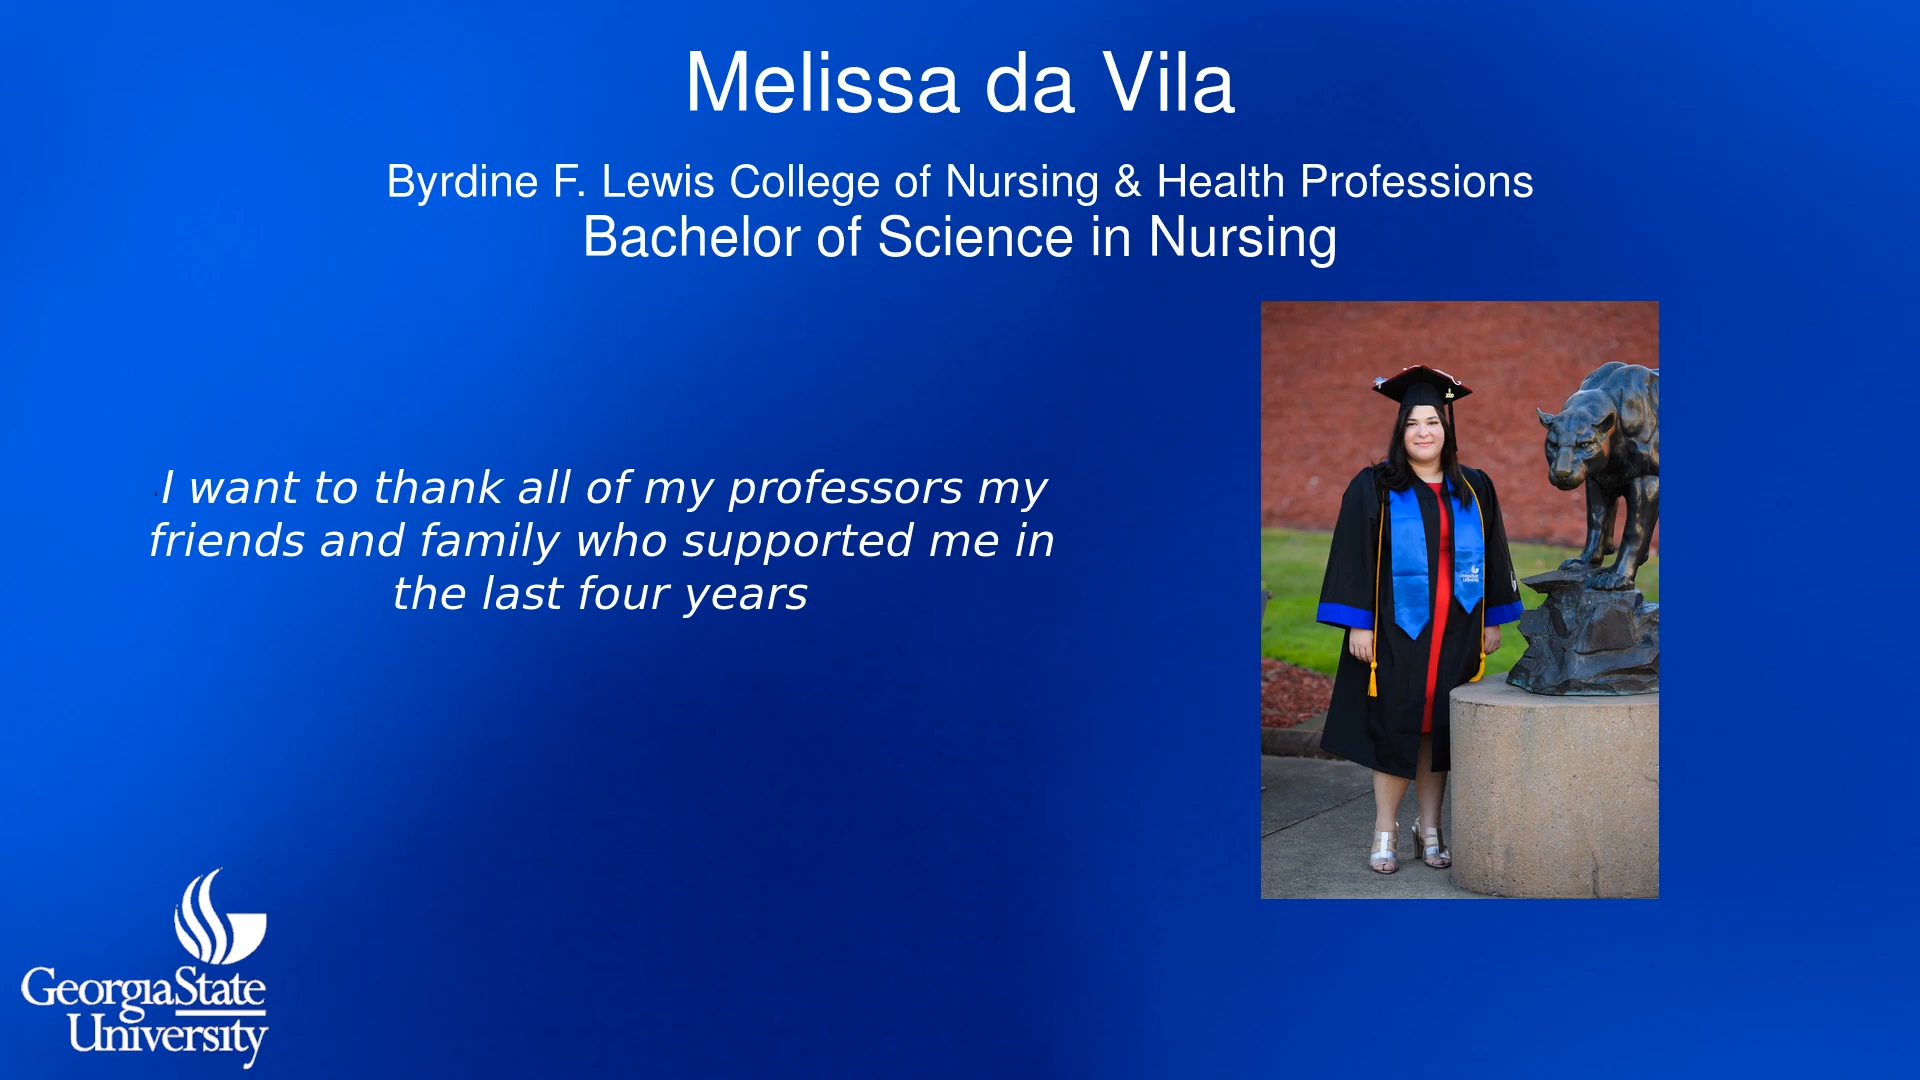 Melissa da Vila
Byrdine F. Lewis College of Nursing & Health Professions
Bachelor of Science in Nursing
I want to thank all of my professors my
friends and family who supported me in
the last four years
GeorgiaState
University